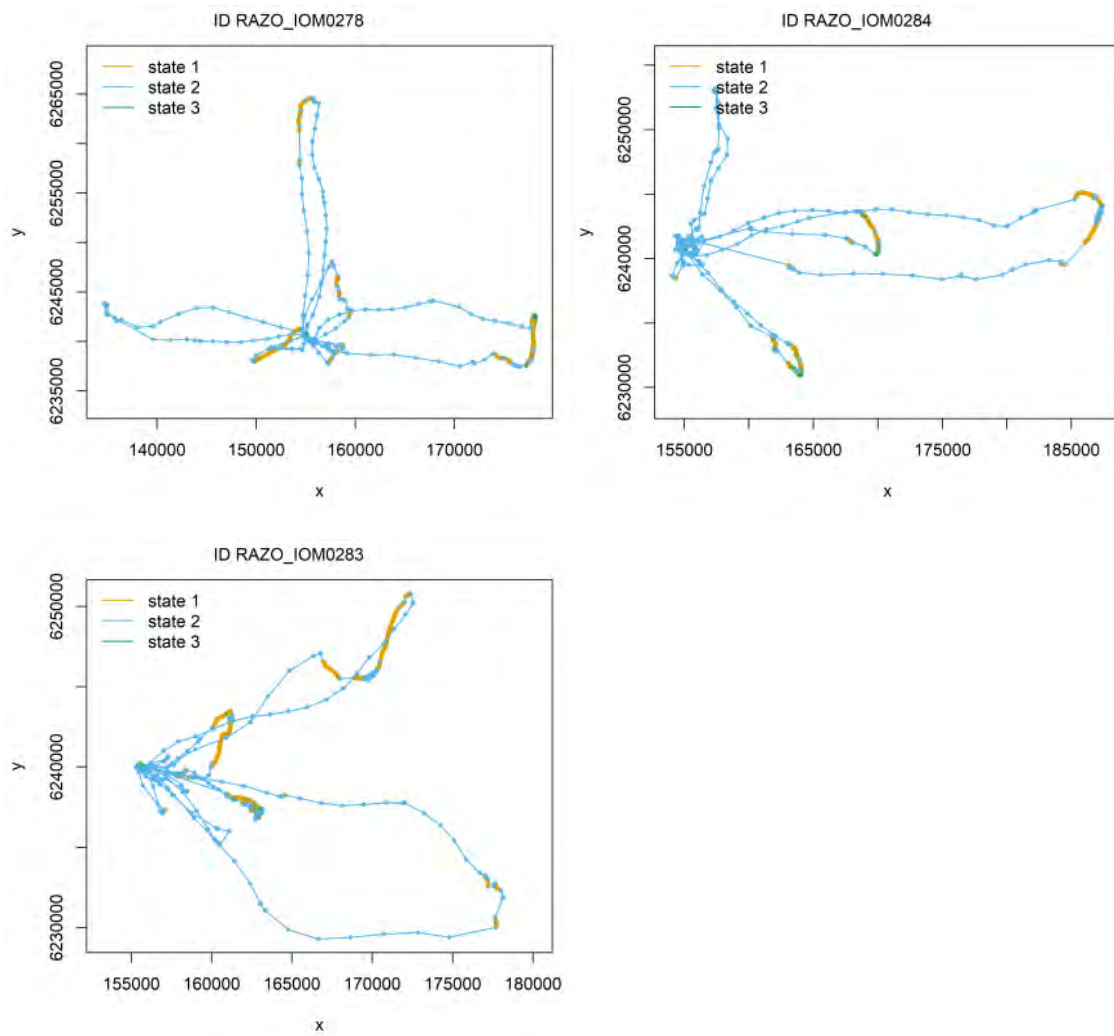 ID RAZO_IOM0278
state 1
state 2
state 3
6265000
6255000
6245000
6235000
y
140000 150000 160000 170000
x
ID RAZO_IOM0284
state 1
state 2
state 3
6250000
6240000
6230000
y
155000 165000 175000 185000
x
ID RAZO_IOM0283
state 1
state 2
state 3
6250000
6240000
6230000
y
155000 160000 165000 170000 175000 180000
x